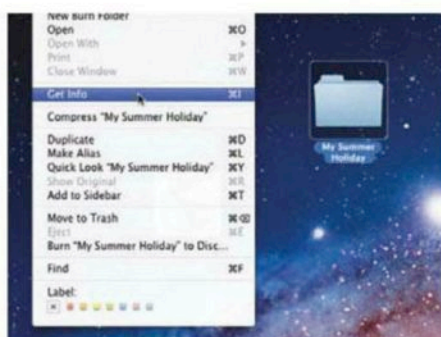 New Burn Folder
Open ⌘O
Open With ▸
Print ⌘P
Close Window ⌘W
Get Info ⌘I
Compress "My Summer Holiday"
Duplicate ⌘D
Make Alias ⌘L
Quick Look "My Summer Holiday" ⌘Y
Show Original ⌘R
Add to Sidebar ⌘T
Move to Trash ⌘⌫
Eject ⌘E
Burn "My Summer Holiday" to Disc...
Find ⌘F
Label:
×
My Summer
Holiday